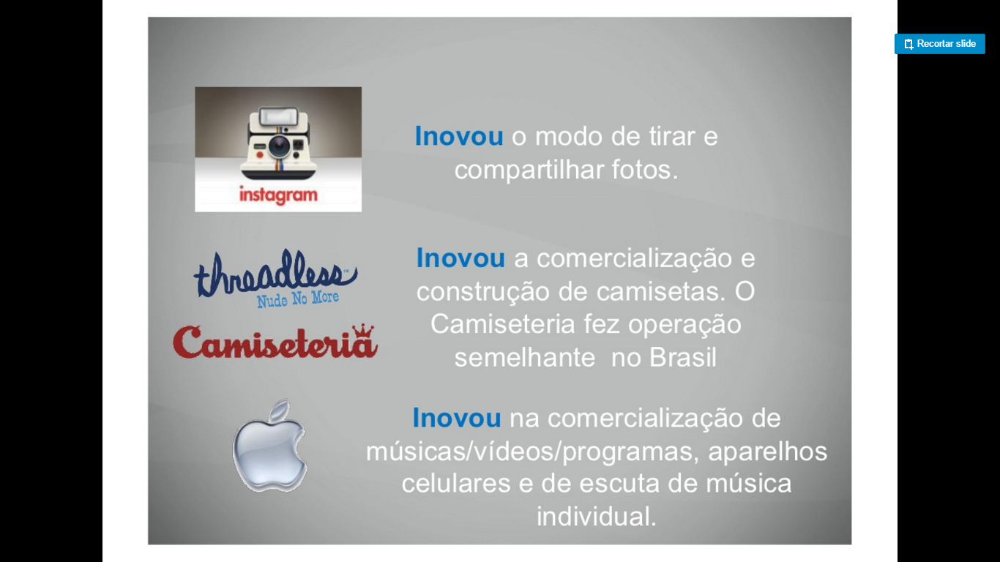 Recortar slide
instagram
Inovou o modo de tirar e
compartilhar fotos.
threadless™
Nude No More
Camiseteria
Inovou a comercialização e
construção de camisetas. O
Camiseteria fez operação
semelhante no Brasil
Inovou na comercialização de
músicas/vídeos/programas, aparelhos
celulares e de escuta de música
individual.